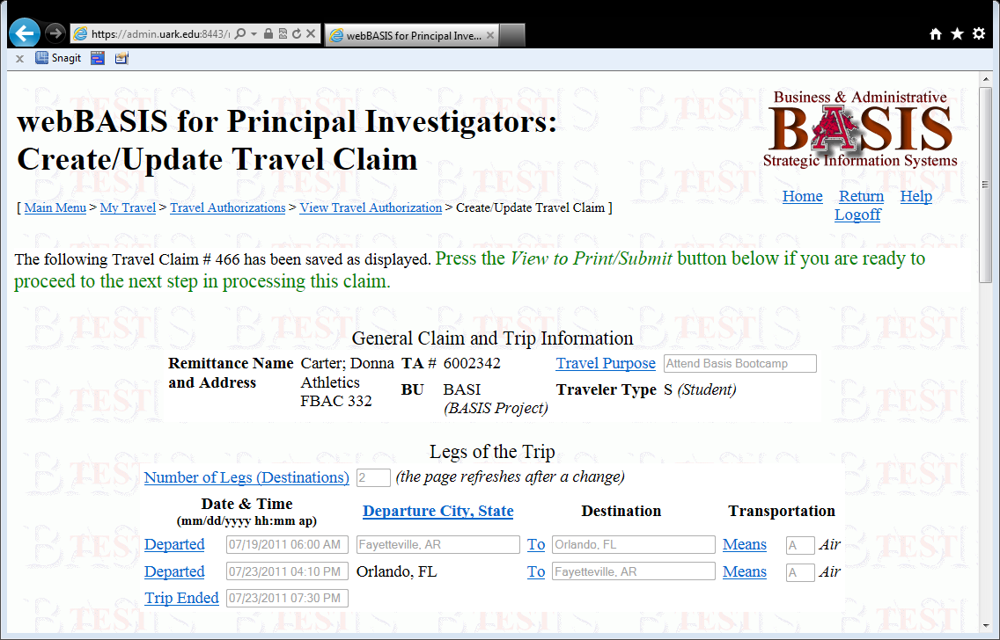 https://admin.uark.edu:8443/
webBASIS for Principal Inve...
Snagit
webBASIS for Principal Investigators:
Create/Update Travel Claim
Business & Administrative
BASIS
Strategic Information Systems
Home Return Help
Logoff
[ Main Menu > My Travel > Travel Authorizations > View Travel Authorization > Create/Update Travel Claim ]
The following Travel Claim # 466 has been saved as displayed. Press the View to Print/Submit button below if you are ready to
proceed to the next step in processing this claim.
General Claim and Trip Information
Remittance Name Carter; Donna TA # 6002342 Travel Purpose Attend Basis Bootcamp
and Address Athletics BU BASI Traveler Type S (Student)
FBAC 332 (BASIS Project)
Legs of the Trip
Number of Legs (Destinations) 2 (the page refreshes after a change)
Date & Time Departure City, State Destination Transportation
(mm/dd/yyyy hh:mm ap)
Departed 07/19/2011 06:00 AM Fayetteville, AR To Orlando, FL Means A Air
Departed 07/23/2011 04:10 PM Orlando, FL To Fayetteville, AR Means A Air
Trip Ended 07/23/2011 07:30 PM